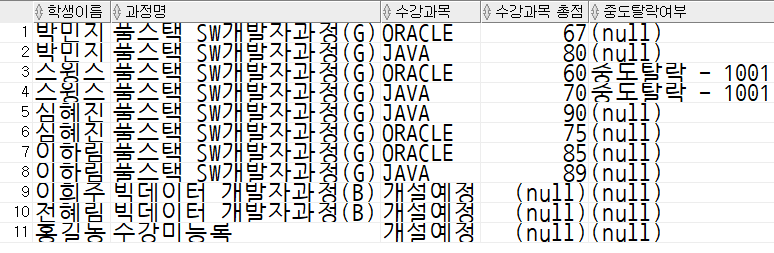 학생이름 과정명 수강과목 수강과목 총점 중도탈락여부
1 박민지 풀스택 SW개발자과정(G) ORACLE 67 (null)
2 박민지 풀스택 SW개발자과정(G) JAVA 80 (null)
3 스윙스 풀스택 SW개발자과정(G) ORACLE 60 중도탈락 - 1001
4 스윙스 풀스택 SW개발자과정(G) JAVA 70 중도탈락 - 1001
5 심혜진 풀스택 SW개발자과정(G) JAVA 90 (null)
6 심혜진 풀스택 SW개발자과정(G) ORACLE 75 (null)
7 이하림 풀스택 SW개발자과정(G) ORACLE 85 (null)
8 이하림 풀스택 SW개발자과정(G) JAVA 89 (null)
9 이희주 빅데이터 개발자과정(B) 개설예정 (null) (null)
10 전혜림 빅데이터 개발자과정(B) 개설예정 (null) (null)
11 홍길동 수강미등록 개설예정 (null) (null)